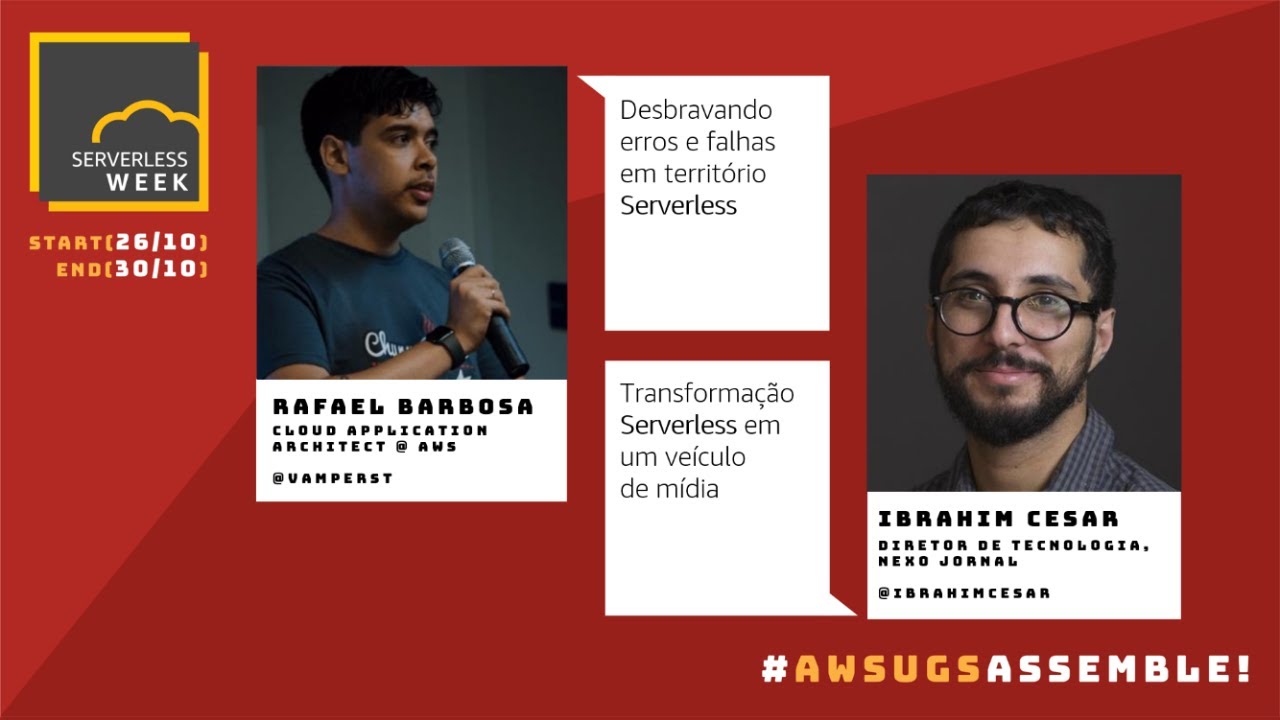 SERVERLESS
WEEK
START(26/10)
END(30/10)
RAFAEL BARBOSA
CLOUD APPLICATION
ARCHITECT @ AWS
@VAMPERST
Desbravando
erros e falhas
em território
Serverless
Transformação
Serverless em
um veículo
de mídia
IBRAHIM CESAR
DIRETOR DE TECNOLOGIA,
NEXO JORNAL
@IBRAHIMCESAR
#AWSUGSASSEMBLE!